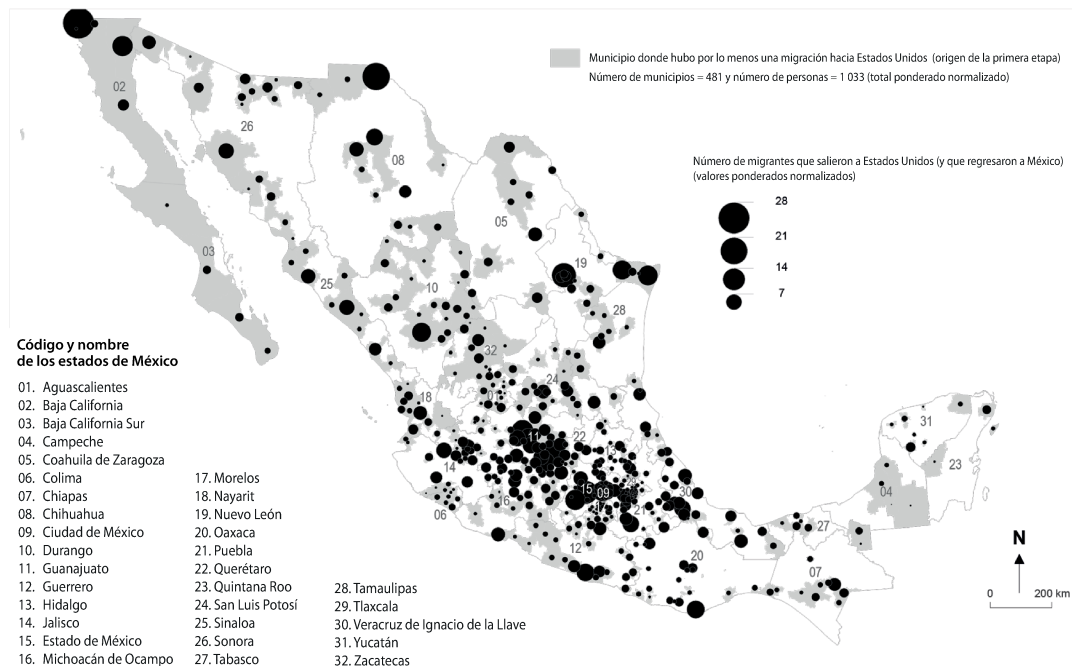 Municipio donde hubo por lo menos una migración hacia Estados Unidos (origen de la primera etapa)
Número de municipios = 481 y número de personas = 1 033 (total ponderado normalizado)
Número de migrantes que salieron a Estados Unidos (y que regresaron a México)
(valores ponderados normalizados)
28
21
14
7
02
26
08
03
05
25
10
19
28
32
24
01
18
11
22
13
14
15
09
17
16
06
21
30
12
20
27
07
04
31
23
N
0 200 km
Código y nombre
de los estados de México
01. Aguascalientes
02. Baja California
03. Baja California Sur
04. Campeche
05. Coahuila de Zaragoza
06. Colima
07. Chiapas
08. Chihuahua
09. Ciudad de México
10. Durango
11. Guanajuato
12. Guerrero
13. Hidalgo
14. Jalisco
15. Estado de México
16. Michoacán de Ocampo
17. Morelos
18. Nayarit
19. Nuevo León
20. Oaxaca
21. Puebla
22. Querétaro
23. Quintana Roo
24. San Luis Potosí
25. Sinaloa
26. Sonora
27. Tabasco
28. Tamaulipas
29. Tlaxcala
30. Veracruz de Ignacio de la Llave
31. Yucatán
32. Zacatecas